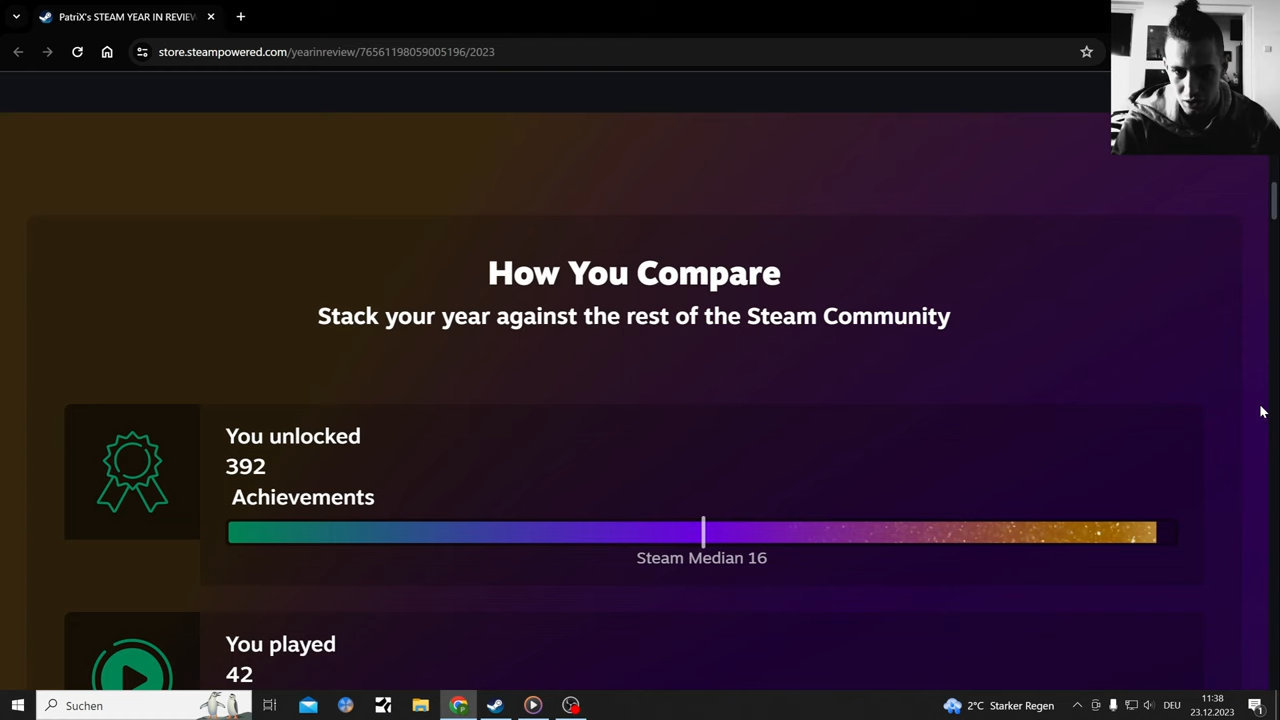 PatriX's STEAM YEAR IN REVIEW
store.steampowered.com/yearinreview/76561198059005196/2023
How You Compare
Stack your year against the rest of the Steam Community
You unlocked
392
Achievements
Steam Median 16
You played
42
Suchen
2°C Starker Regen
DEU
11:38
23.12.2023
1